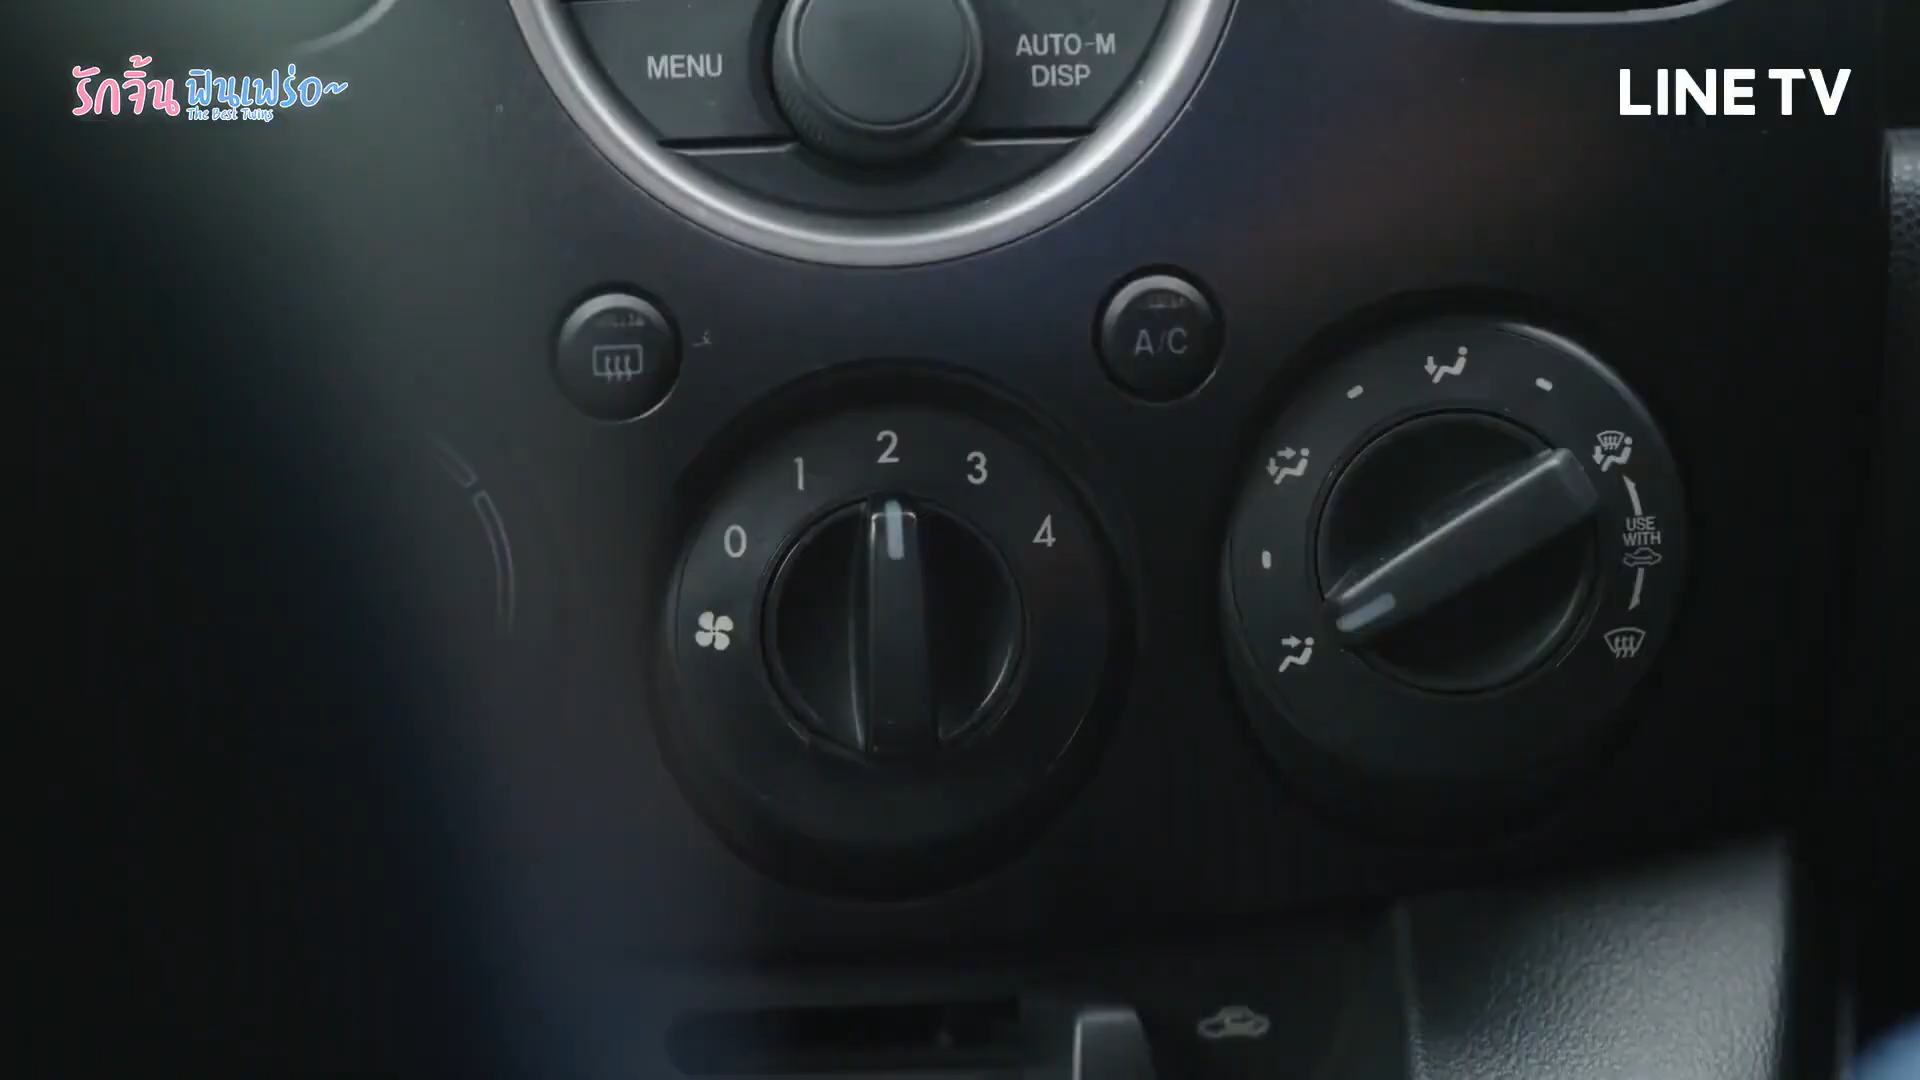 MENU
AUTO-M
DISP
รักจิ้น ฟินเฟร่อ~
The Best Twins
LINE TV
A/C
0
1
2
3
4
USE
WITH